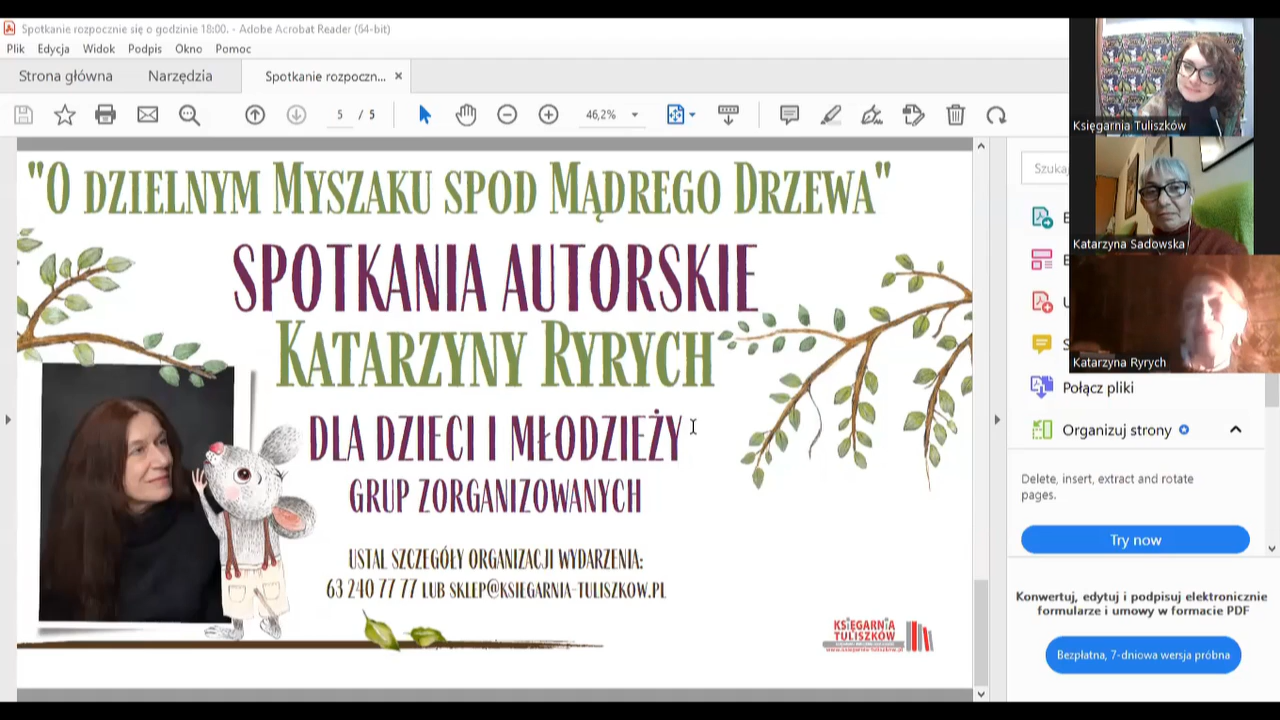 Spotkanie rozpocznie się o godzinie 18:00. - Adobe Acrobat Reader (64-bit)
Plik Edycja Widok Podpis Okno Pomoc
Strona główna Narzędzia Spotkanie rozpoczn... ×
5 / 5 46,2%
"O DZIELNYM MYSZAKU SPOD MĄDREGO DRZEWA"
SPOTKANIA AUTORSKIE
KATARZYNY RYRYCH
DLA DZIECI I MŁODZIEŻY
GRUP ZORGANIZOWANYCH
USTAL SZCZEGÓŁY ORGANIZACJI WYDARZENIA:
63 240 77 77 LUB SKLEP@KSIEGARNIA-TULISZKOW.PL
KSIĘGARNIA
TULISZKÓW
Księgarnia Tuliszków
Katarzyna Sadowska
Katarzyna Ryrych
Szukaj
Połącz pliki
Organizuj strony
Delete, insert, extract and rotate
pages.
Try now
Konwertuj, edytuj i podpisuj elektronicznie
formularze i umowy w formacie PDF
Bezpłatna, 7-dniowa wersja próbna